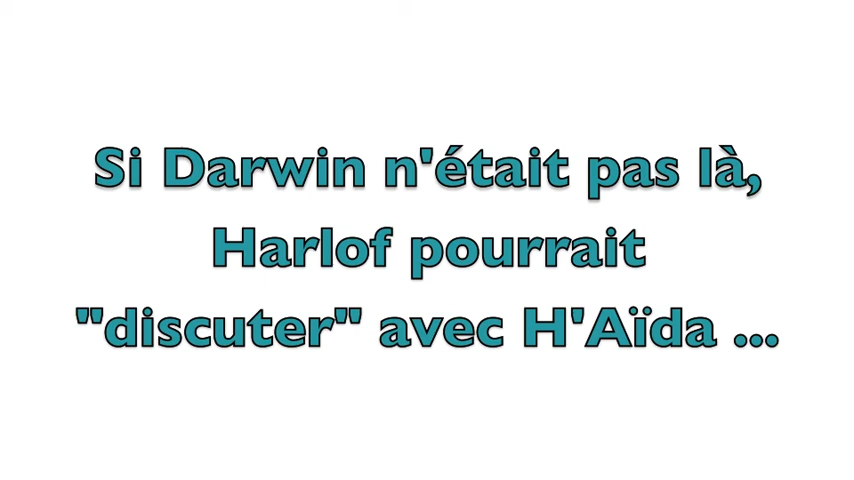 Si Darwin n'était pas là,
Harlof pourrait
"discuter" avec H'Aïda ...